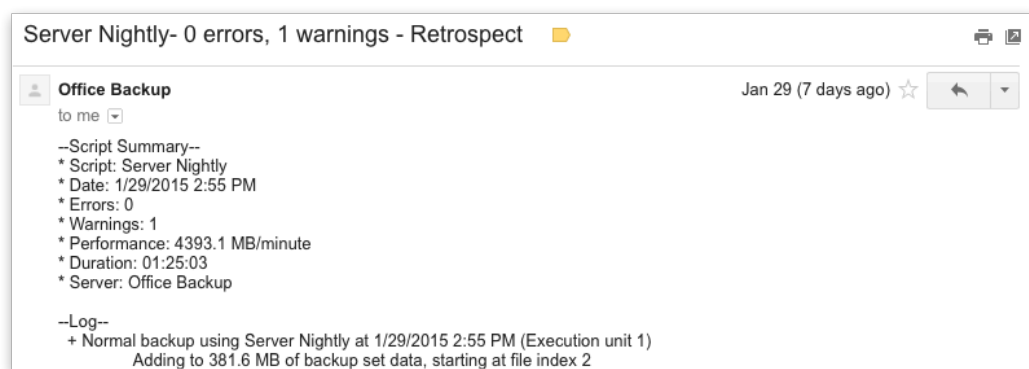 Server Nightly- 0 errors, 1 warnings - Retrospect
Office Backup
Jan 29 (7 days ago)
to me
--Script Summary--
* Script: Server Nightly
* Date: 1/29/2015 2:55 PM
* Errors: 0
* Warnings: 1
* Performance: 4393.1 MB/minute
* Duration: 01:25:03
* Server: Office Backup
--Log--
+ Normal backup using Server Nightly at 1/29/2015 2:55 PM (Execution unit 1)
Adding to 381.6 MB of backup set data, starting at file index 2